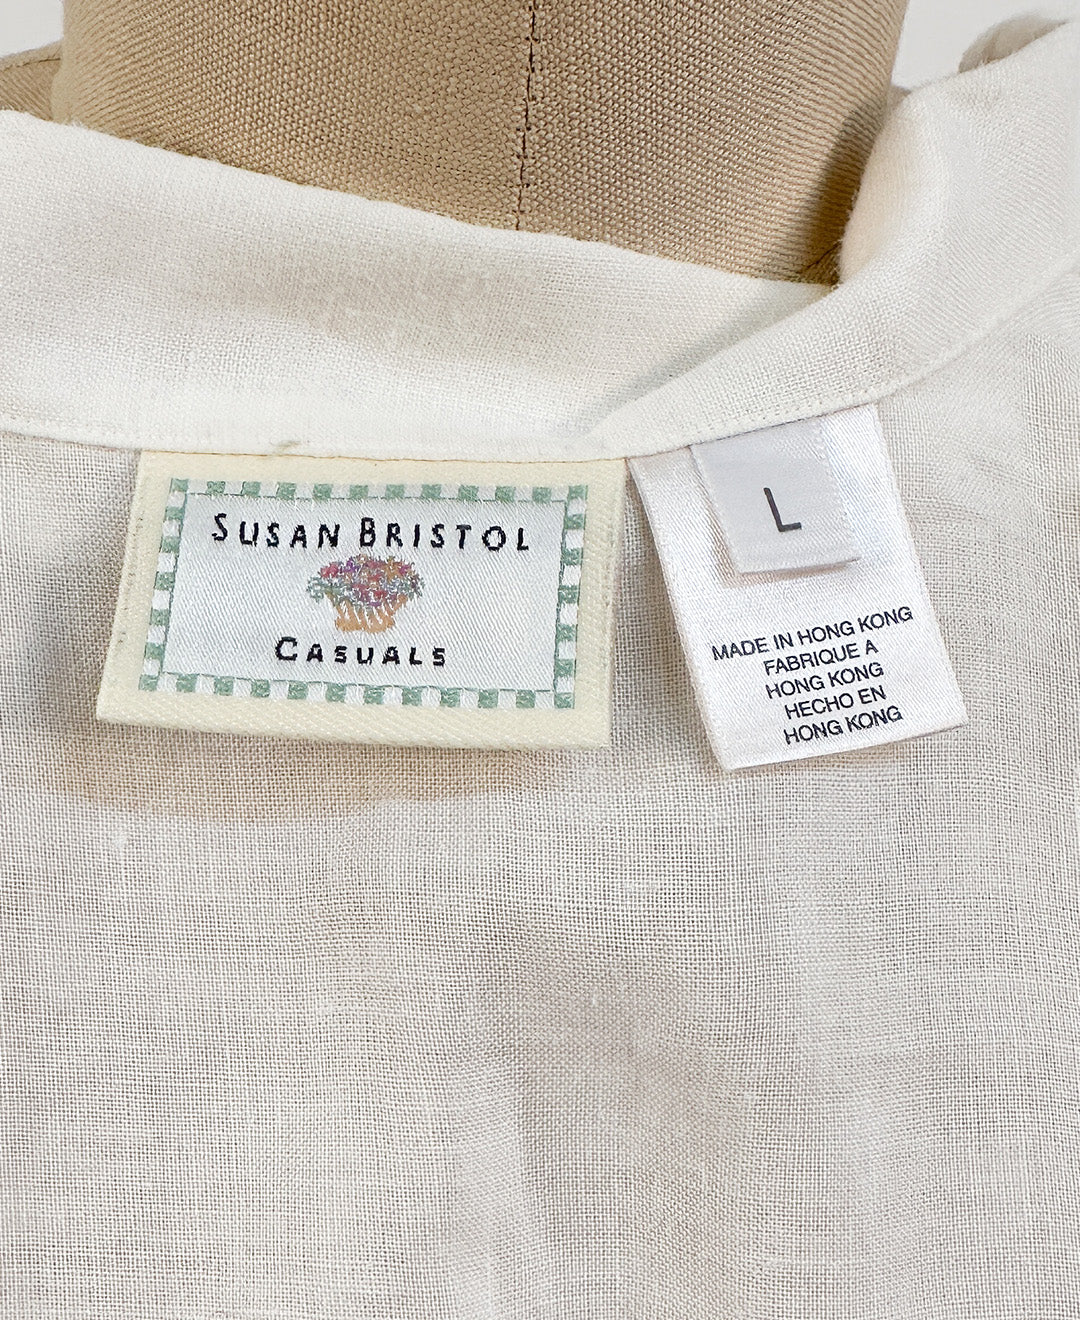 SUSAN BRISTOL
CASUALS
L
MADE IN HONG KONG
FABRIQUE A
HONG KONG
HECHO EN
HONG KONG